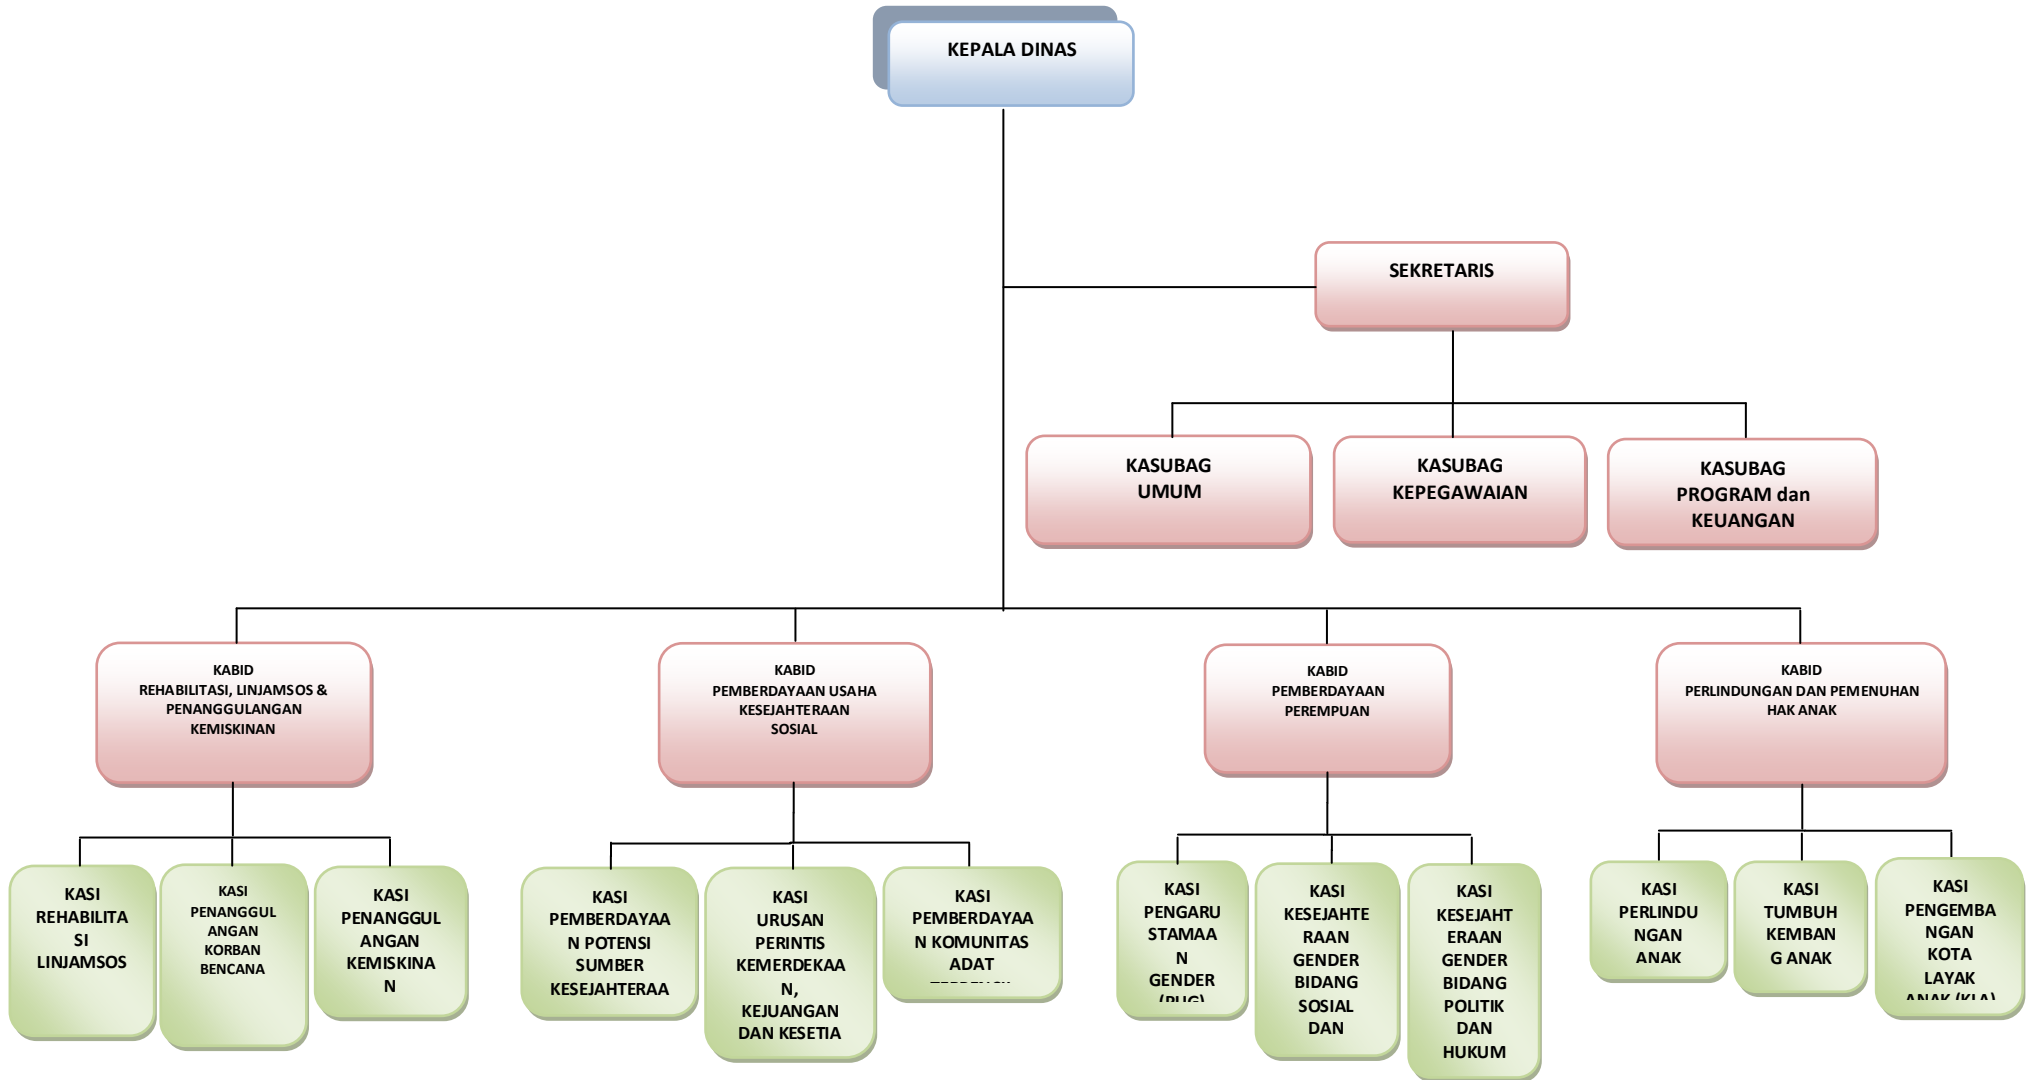 KEPALA DINAS
SEKRETARIS
KASUBAG
UMUM
KASUBAG
KEPEGAWAIAN
KASUBAG
PROGRAM dan
KEUANGAN
KABID
REHABILITASI, LINJAMSOS &
PENANGGULANGAN
KEMISKINAN
KABID
PEMBERDAYAAN USAHA
KESEJAHTERAAN
SOSIAL
KABID
PEMBERDAYAAN
PEREMPUAN
KABID
PERLINDUNGAN DAN PEMENUHAN
HAK ANAK
KASI
REHABILITA
SI
LINJAMSOS
KASI
PENANGGUL
ANGAN
KORBAN
BENCANA
KASI
PENANGGUL
ANGAN
KEMISKINA
N
KASI
PEMBERDAYAA
N POTENSI
SUMBER
KESEJAHTERAA
KASI
URUSAN
PERINTIS
KEMERDEKAA
N,
KEJUANGAN
DAN KESETIA
KASI
PEMBERDAYAA
N KOMUNITAS
ADAT
KASI
PENGARU
STAMAA
N
GENDER
(PUG)
KASI
KESEJAHTE
RAAN
GENDER
BIDANG
SOSIAL
DAN
KASI
KESEJAHT
ERAAN
GENDER
BIDANG
POLITIK
DAN
HUKUM
KASI
PERLINDU
NGAN
ANAK
KASI
TUMBUH
KEMBAN
G ANAK
KASI
PENGEMBA
NGAN
KOTA
LAYAK
ANAK (KLA)